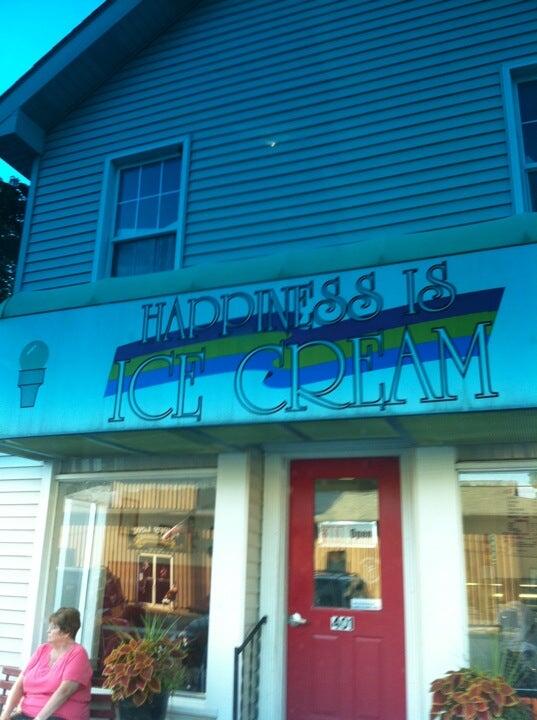 HAPPINESS IS
ICE CREAM
Open
401